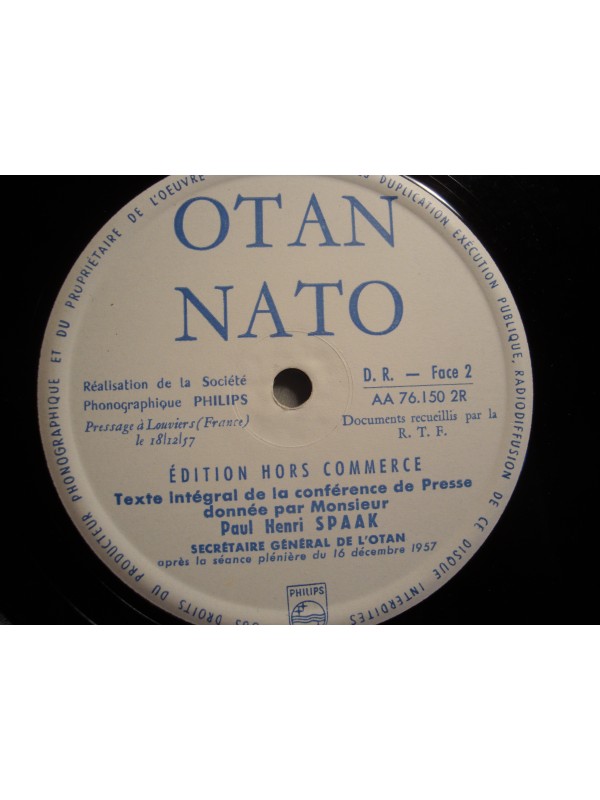 OTAN
NATO
Réalisation de la Société
Phonographique PHILIPS
Pressage à Louviers (France)
le 18/12/57
D. R. — Face 2
AA 76.150 2R
Documents recueillis par la
R. T. F.
ÉDITION HORS COMMERCE
Texte Intégral de la conférence de Presse
donnée par Monsieur
Paul Henri SPAAK
SECRÉTAIRE GÉNÉRAL DE L'OTAN
après la séance plénière du 16 décembre 1957
PHILIPS
DROITS DU PRODUCTEUR PHONOGRAPHIQUE ET DU PROPRIÉTAIRE DE L'OEUVRE
DUPLICATION EXÉCUTION PUBLIQUE, RADIODIFFUSION DE CE DISQUE INTERDITES